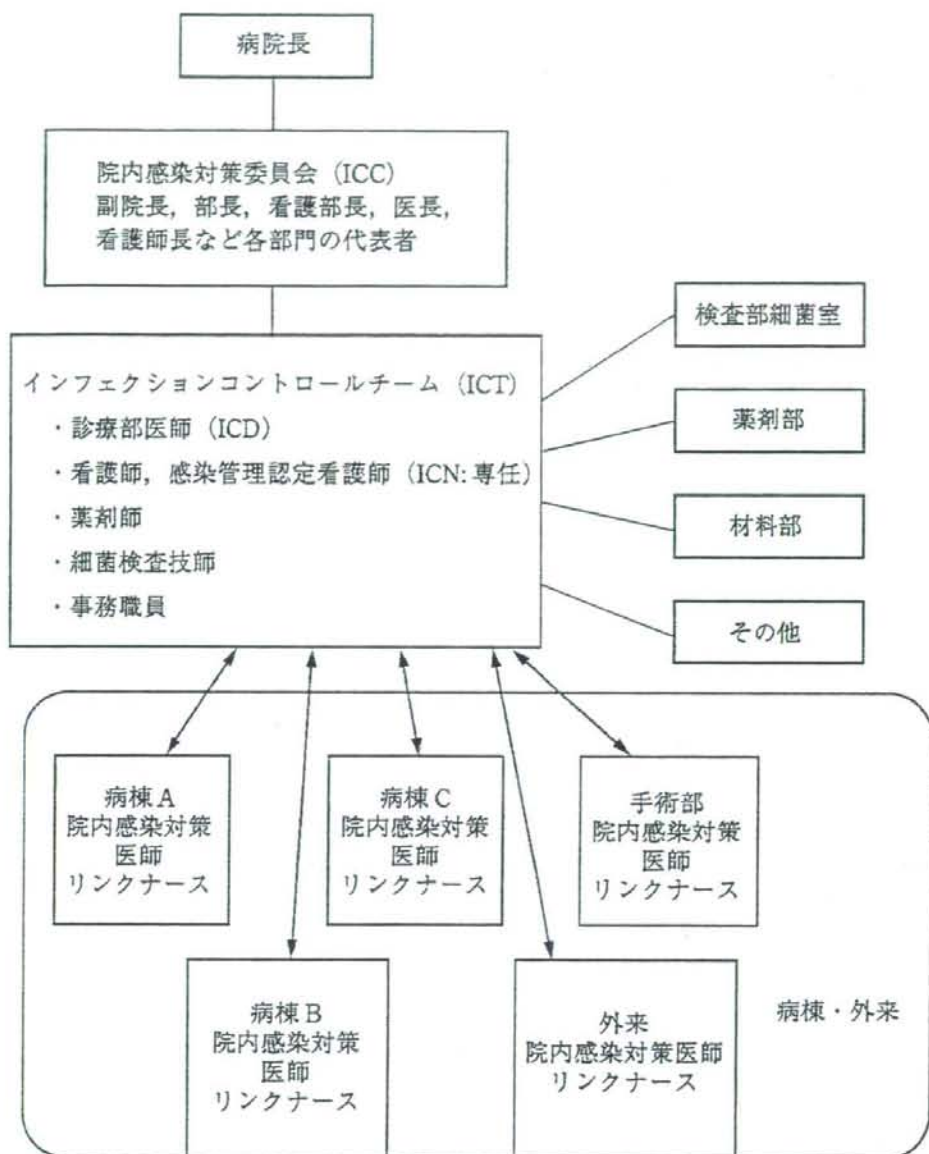 病院長
院内感染対策委員会（ICC）
副院長，部長，看護部長，医長，
看護師長など各部門の代表者
インフェクションコントロールチーム（ICT）
・診療部医師（ICD）
・看護師，感染管理認定看護師（ICN: 専任）
・薬剤師
・細菌検査技師
・事務職員
検査部細菌室
薬剤部
材料部
その他
病棟A
院内感染対策
医師
リンクナース
病棟C
院内感染対策
医師
リンクナース
手術部
院内感染対策
医師
リンクナース
病棟B
院内感染対策
医師
リンクナース
外来
院内感染対策医師
リンクナース
病棟・外来